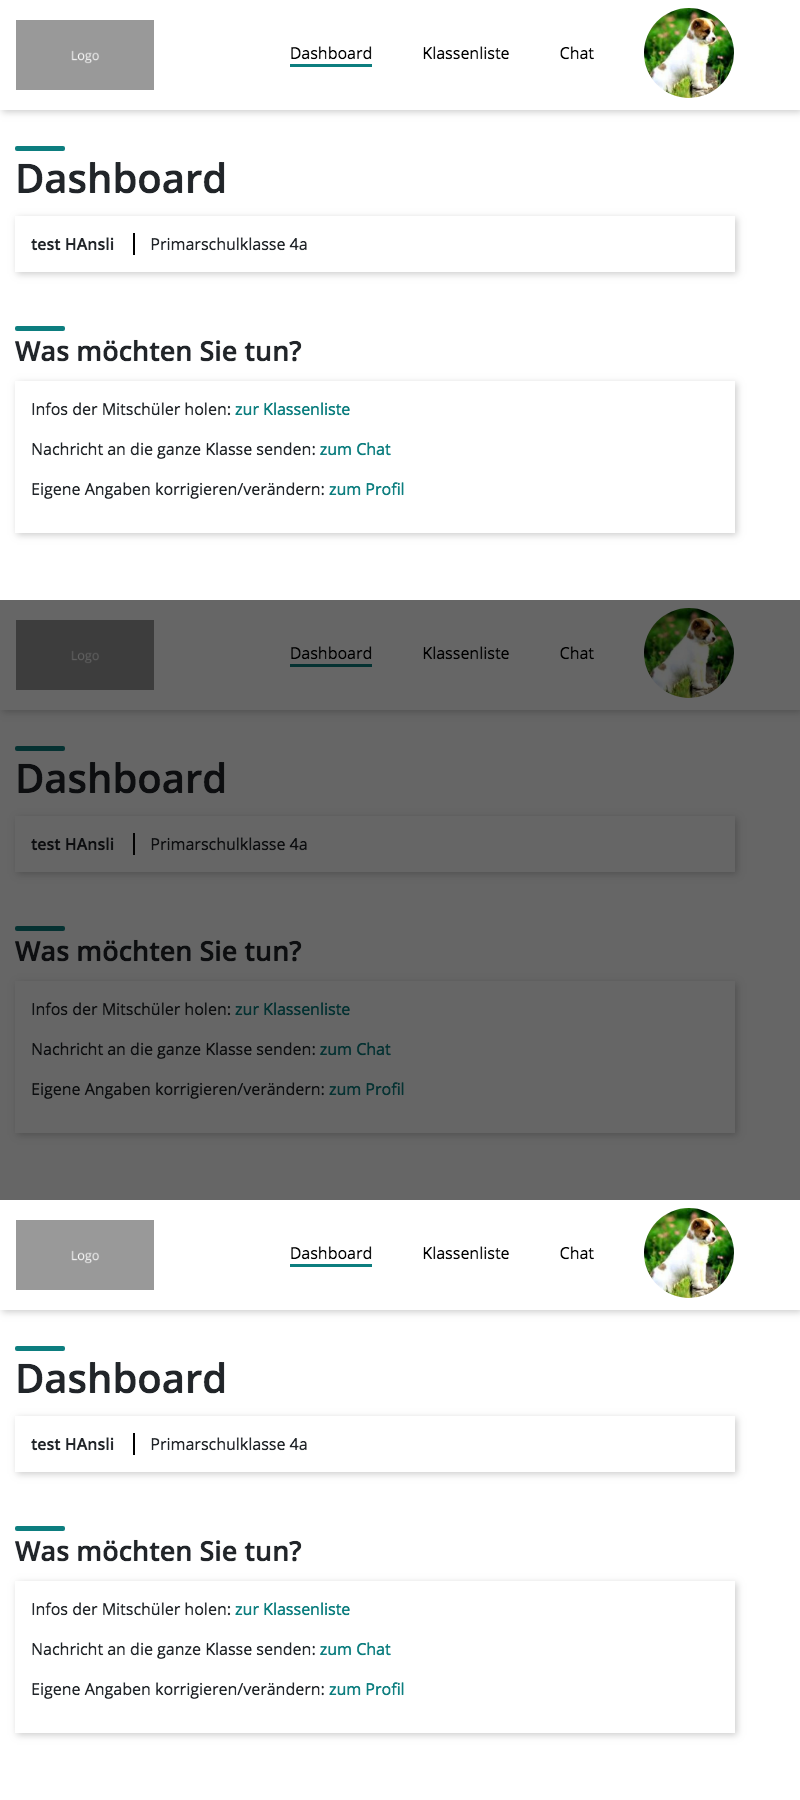 Logo
Dashboard Klassenliste Chat
Dashboard
test HAnsli Primarschulklasse 4a
Was möchten Sie tun?
Infos der Mitschüler holen: zur Klassenliste
Nachricht an die ganze Klasse senden: zum Chat
Eigene Angaben korrigieren/verändern: zum Profil
Logo
Dashboard Klassenliste Chat
Dashboard
test HAnsli Primarschulklasse 4a
Was möchten Sie tun?
Infos der Mitschüler holen: zur Klassenliste
Nachricht an die ganze Klasse senden: zum Chat
Eigene Angaben korrigieren/verändern: zum Profil
Logo
Dashboard Klassenliste Chat
Dashboard
test HAnsli Primarschulklasse 4a
Was möchten Sie tun?
Infos der Mitschüler holen: zur Klassenliste
Nachricht an die ganze Klasse senden: zum Chat
Eigene Angaben korrigieren/verändern: zum Profil